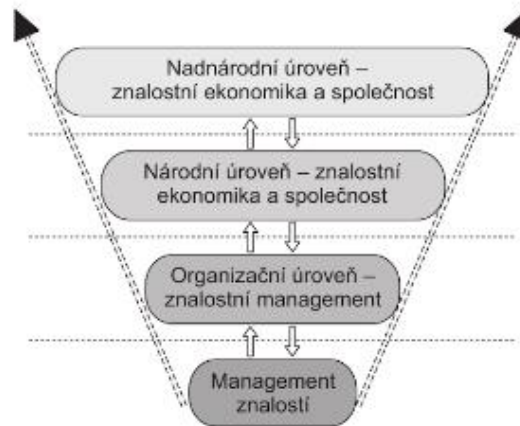 Nadnárodní úroveň –
znalostní ekonomika a společnost
Národní úroveň – znalostní
ekonomika a společnost
Organizační úroveň –
znalostní management
Management
znalostí